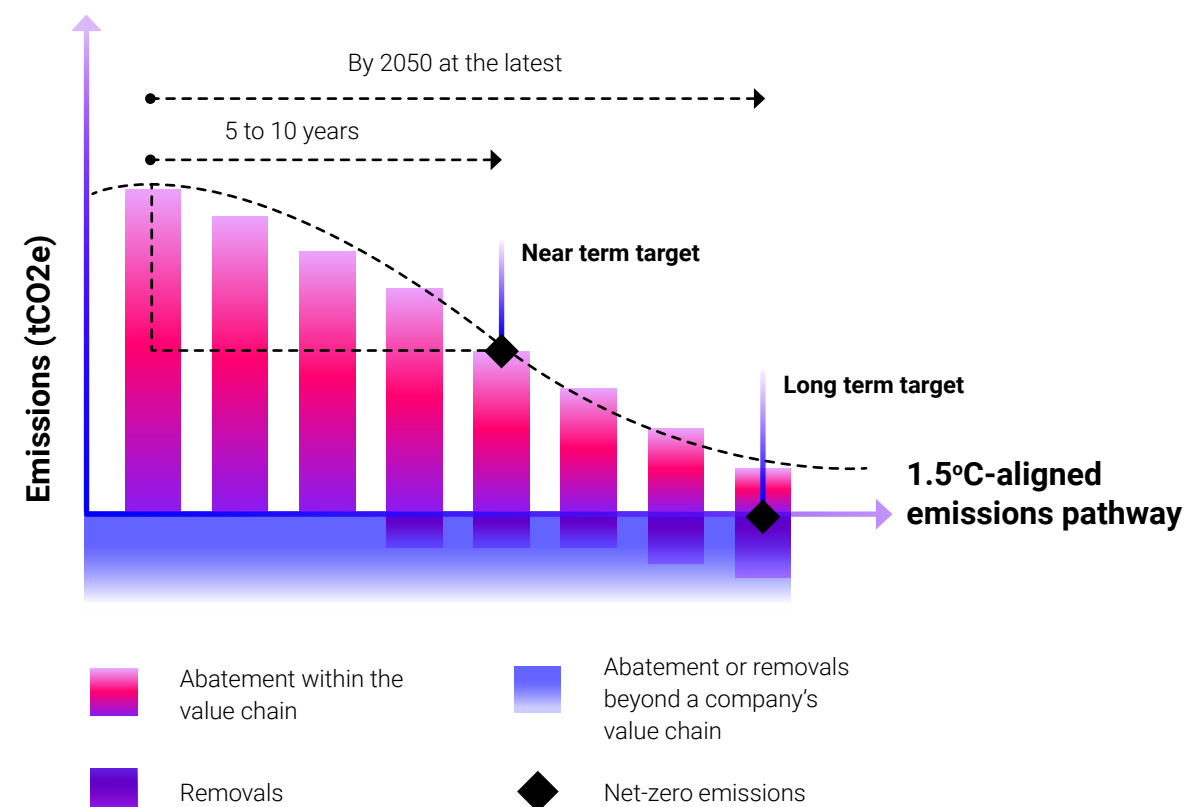 By 2050 at the latest
5 to 10 years
Near term target
Long term target
Emissions (tCO2e)
1.5ºC-aligned
emissions pathway
Abatement within the
value chain
Abatement or removals
beyond a company’s
value chain
Removals
Net-zero emissions